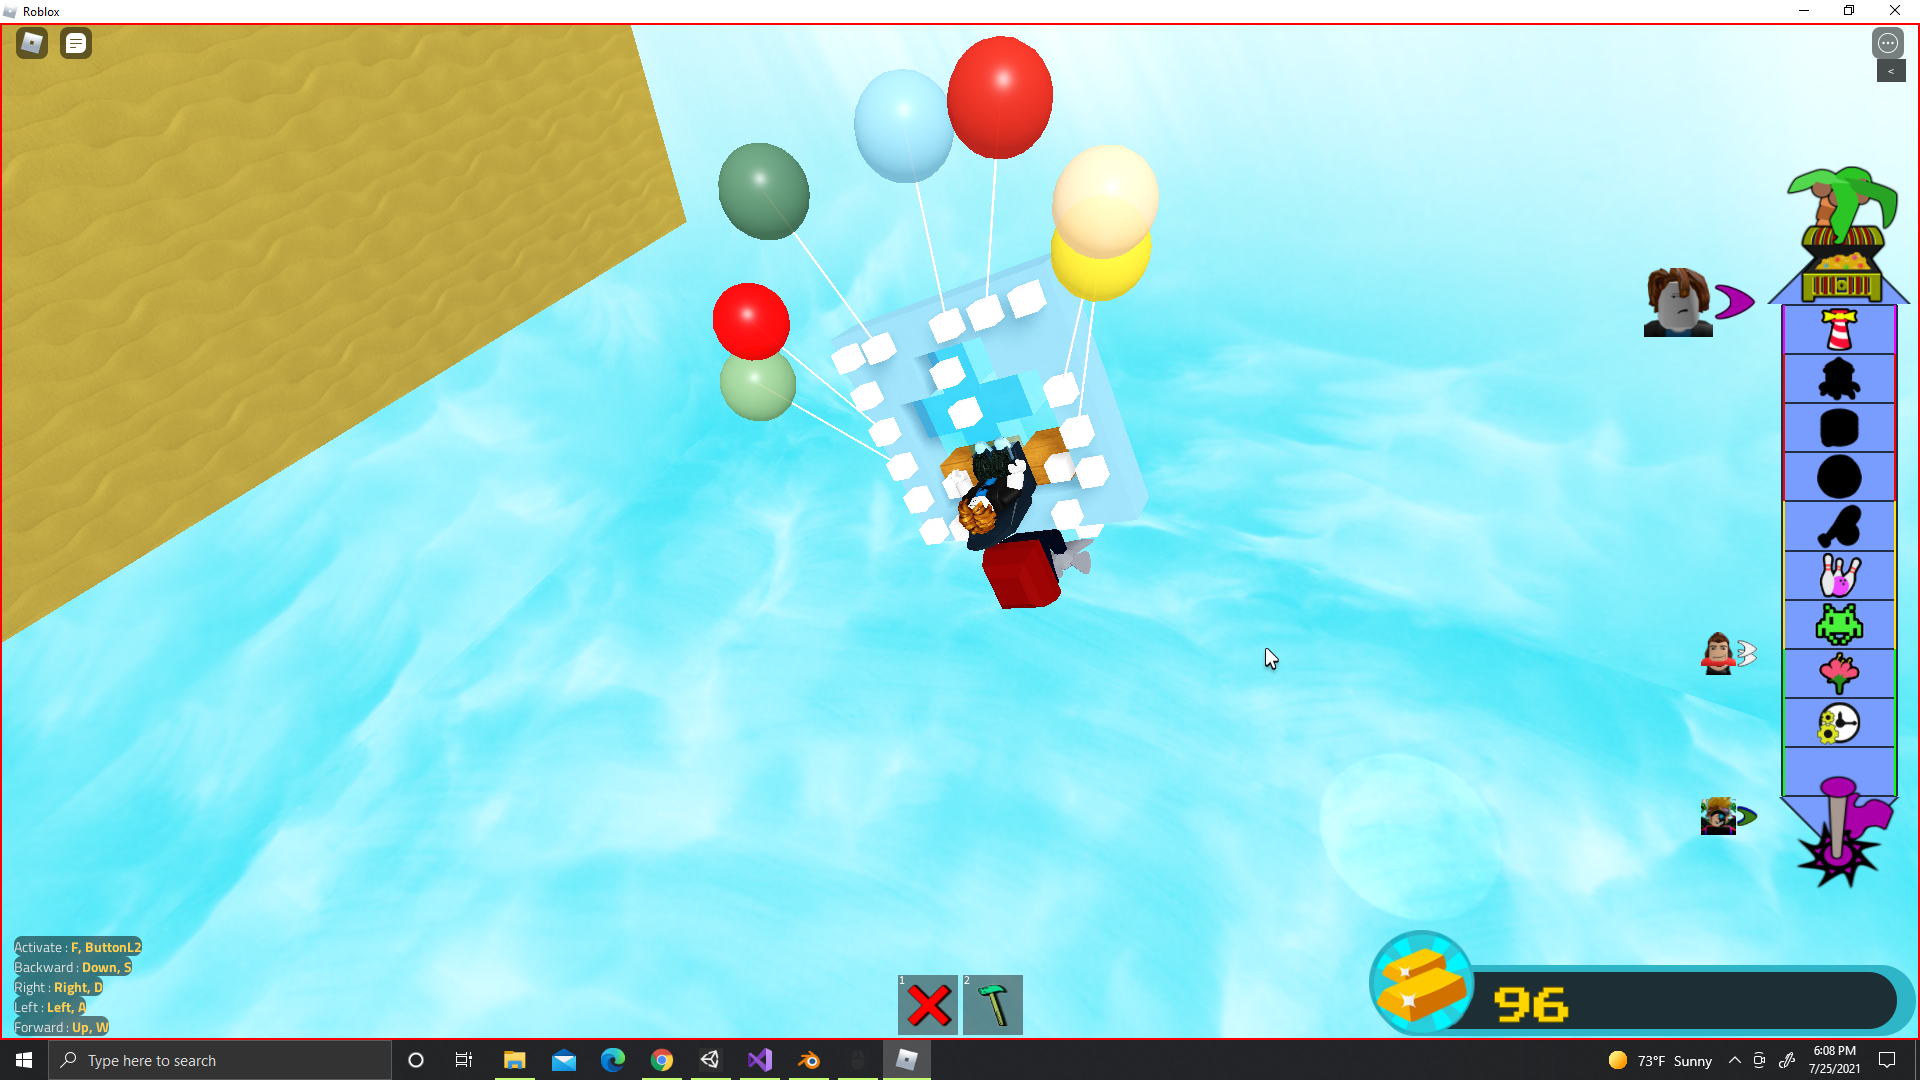 Roblox
<
Activate : F, ButtonL2
Backward : Down, S
Right : Right, D
Left : Left, A
Forward : Up, W
1
2
96
Type here to search
73°F Sunny
6:08 PM
7/25/2021